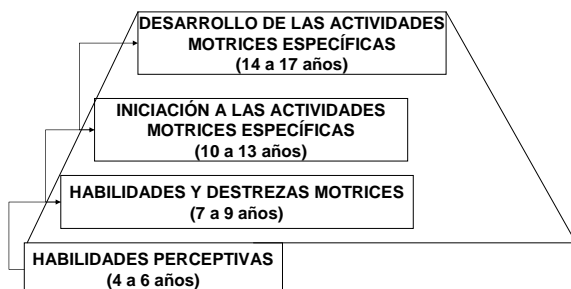 DESARROLLO DE LAS ACTIVIDADES
MOTRICES ESPECÍFICAS
(14 a 17 años)
INICIACIÓN A LAS ACTIVIDADES
MOTRICES ESPECÍFICAS
(10 a 13 años)
HABILIDADES Y DESTREZAS MOTRICES
(7 a 9 años)
HABILIDADES PERCEPTIVAS
(4 a 6 años)